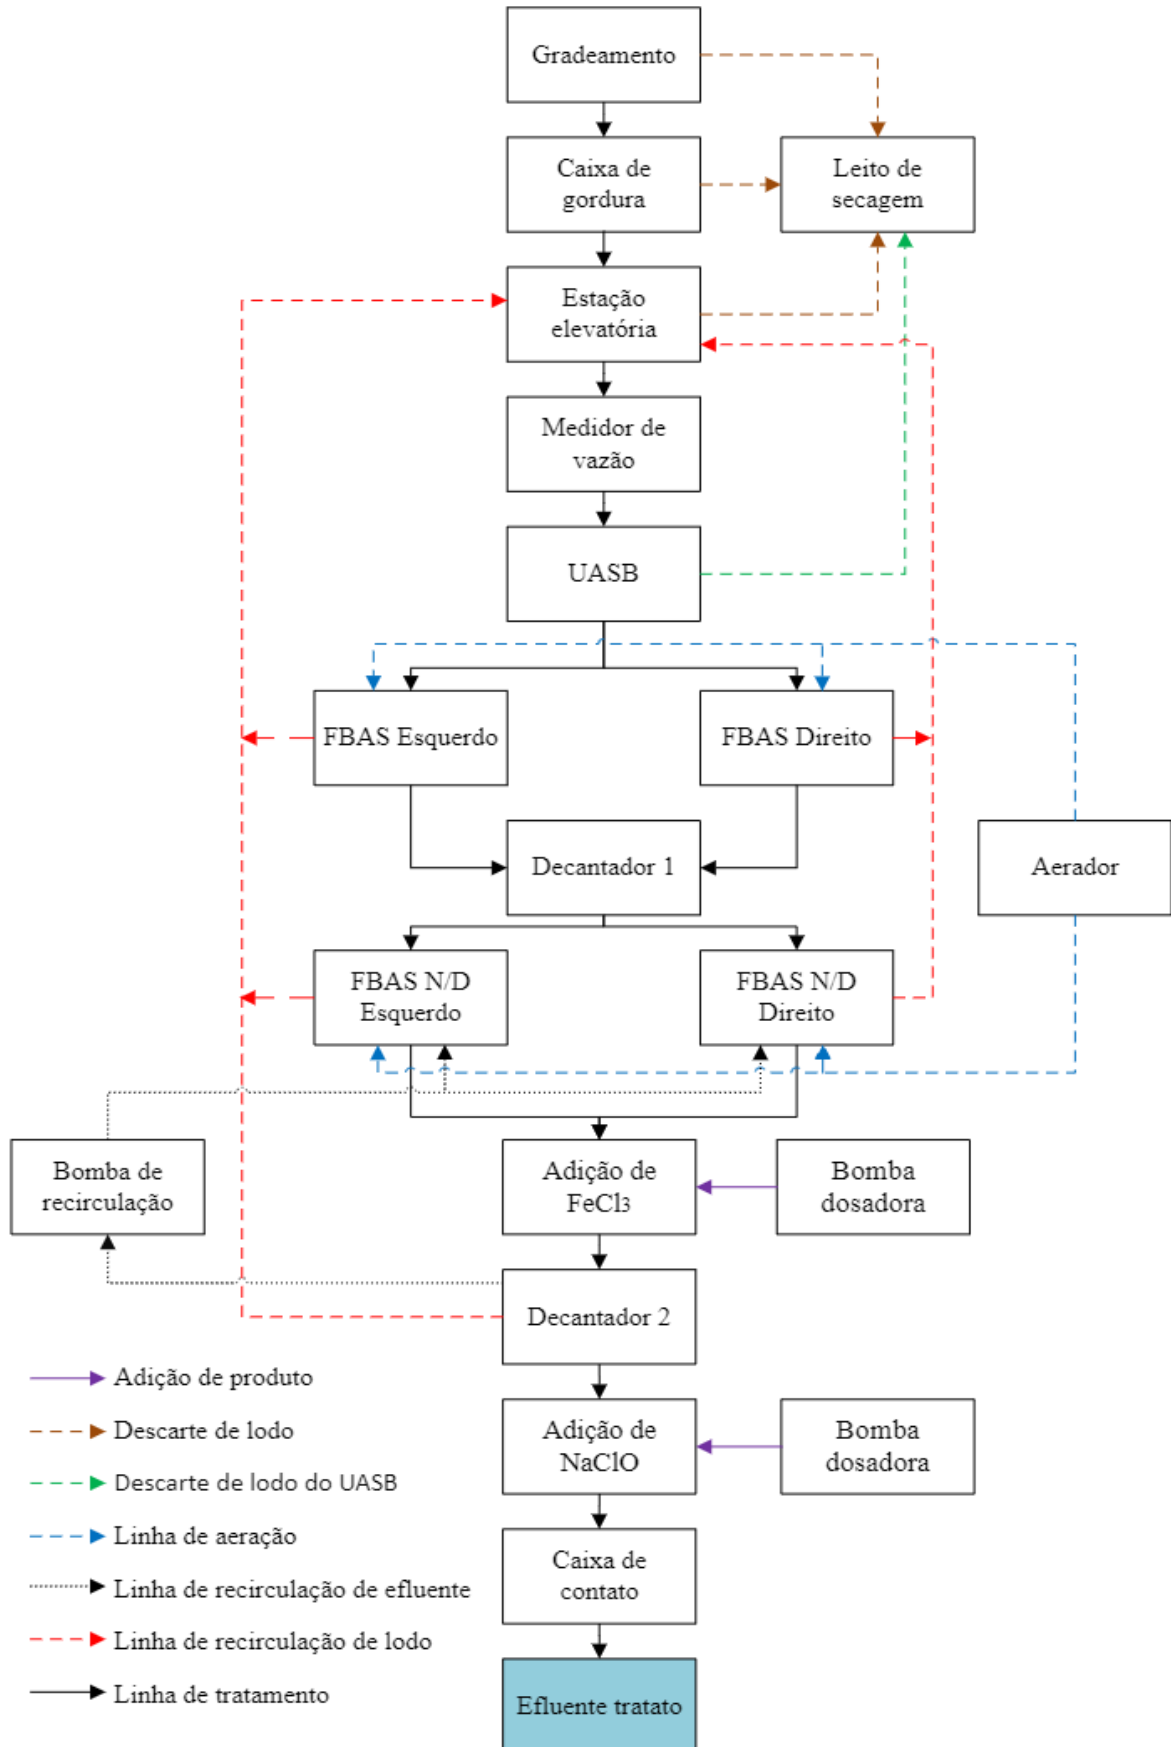 Gradeamento
Caixa de
gordura
Leito de
secagem
Estação
elevatória
Medidor de
vazão
UASB
FBAS Esquerdo
FBAS Direito
Decantador 1
Aerador
FBAS N/D
Esquerdo
FBAS N/D
Direito
Bomba de
recirculação
Adição de
FeCl3
Bomba
dosadora
Decantador 2
Adição de
NaClO
Bomba
dosadora
Caixa de
contato
Efluente tratato
Adição de produto
Descarte de lodo
Descarte de lodo do UASB
Linha de aeração
Linha de recirculação de efluente
Linha de recirculação de lodo
Linha de tratamento